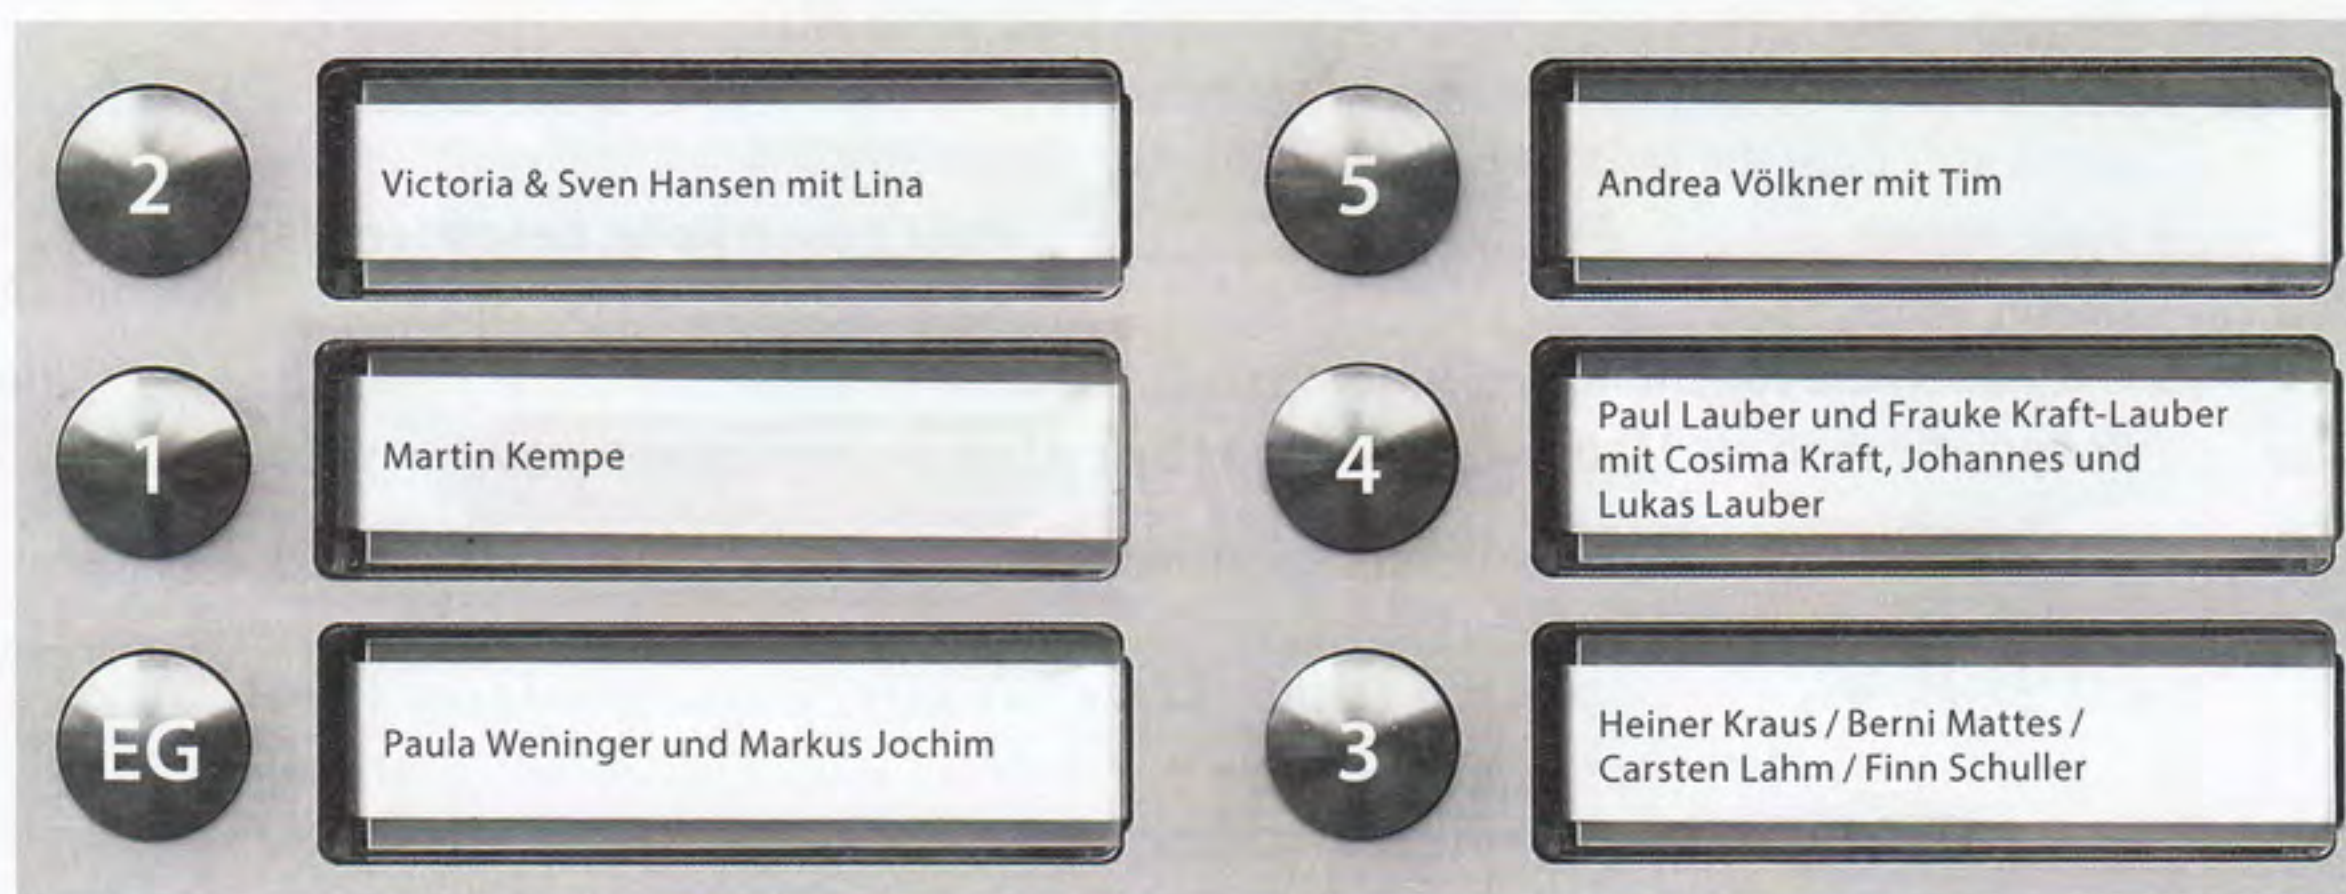 2
Victoria & Sven Hansen mit Lina
1
Martin Kempe
EG
Paula Weninger und Markus Jochim
5
Andrea Völkner mit Tim
4
Paul Lauber und Frauke Kraft-Lauber
mit Cosima Kraft, Johannes und
Lukas Lauber
3
Heiner Kraus / Berni Mattes /
Carsten Lahm / Finn Schuller